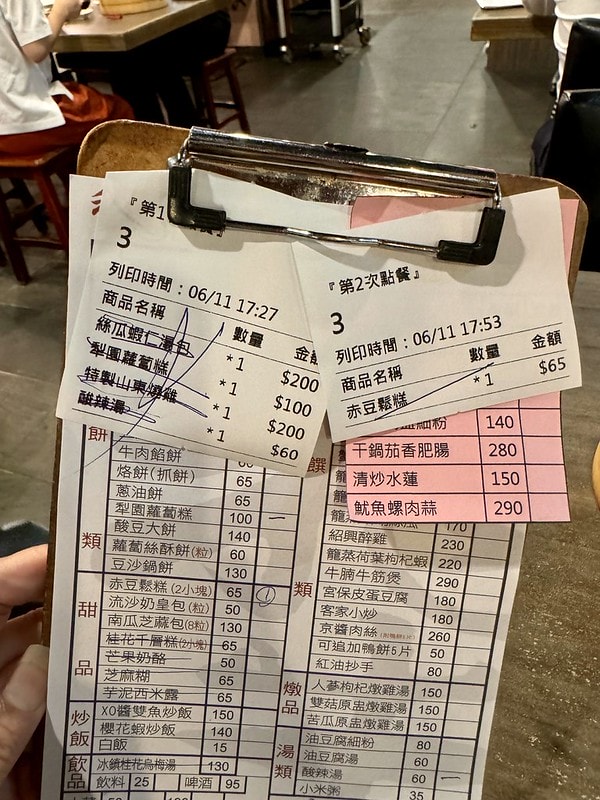 『第1
3
列印時間：06/11 17:27
商品名稱 數量 金額
絲瓜蝦仁湯包 *1 $200
梨園蘿蔔糕 *1 $100
特製山東燒雞 *1 $200
酸辣湯 *1 $60
『第2次點餐』
3
列印時間：06/11 17:53
商品名稱 數量 金額
赤豆鬆糕 *1 $65
細粉 140
干鍋茄香肥腸 280
清炒水蓮 150
魷魚螺肉蒜 290
餅類
牛肉餡餅
烙餅(抓餅) 65
蔥油餅 65
梨園蘿蔔糕 100 一
酸豆大餅 140
蘿蔔絲酥餅(粒) 60
豆沙鍋餅 130
甜品
赤豆鬆糕(2小塊) 65 1
流沙奶皇包(粒) 50
南瓜芝麻包(8粒) 130
桂花千層糕(2小塊) 65
芒果奶酪 50
芝麻糊 65
芋泥西米露 65
炒飯
XO醬雙魚炒飯 150
櫻花蝦炒飯 140
白飯 15
飲品
冰鎮桂花烏梅湯 130
飲料 25 啤酒 95
饌類
170
紹興醉雞 230
籠蒸荷葉枸杞蝦 220
牛腩牛筋煲 290
宮保皮蛋豆腐 180
客家小炒 180
京醬肉絲 260
可追加鴨餅5片 50
紅油抄手 80
燉品
人蔘枸杞燉雞湯 150
雙菇原盅燉雞湯 150
苦瓜原盅燉雞湯 150
湯類
油豆腐細粉 80
油豆腐湯 60
酸辣湯 60 一
小米粥 35